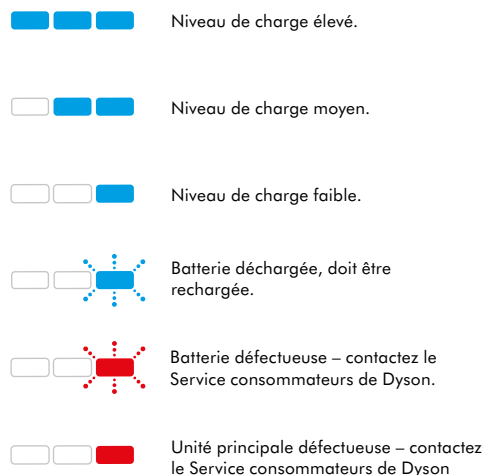 Niveau de charge élevé.
Niveau de charge moyen.
Niveau de charge faible.
Batterie déchargée, doit être
rechargée.
Batterie défectueuse – contactez le
Service consommateurs de Dyson.
Unité principale défectueuse – contactez
le Service consommateurs de Dyson